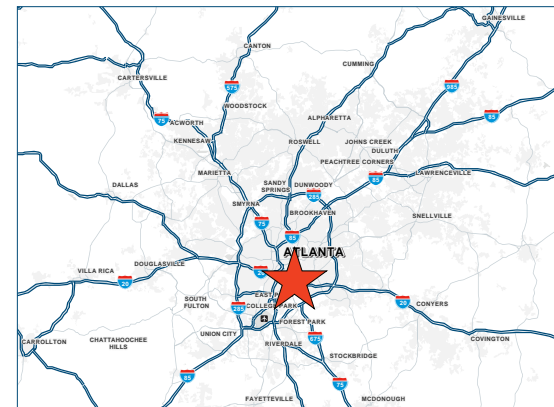 GAINESVILLE
CANTON
CUMMING
CARTERSVILLE
575
985
WOODSTOCK
85
75
ACWORTH
ALPHARETTA
KENNESAW
ROSWELL
JOHNS CREEK
DULUTH
PEACHTREE CORNERS
MARIETTA
LAWRENCEVILLE
85
DALLAS
SANDY
SPRINGS
DUNWOODY
285
SMYRNA
BROOKHAVEN
SNELLVILLE
75
85
ATLANTA
DOUGLASVILLE
VILLA RICA
20
SOUTH
FULTON
COLLEGE PARK
285
20
CONYERS
FOREST PARK
UNION CITY
675
COVINGTON
CARROLLTON
CHATTAHOOCHEE
HILLS
RIVERDALE
STOCKBRIDGE
85
75
FAYETTEVILLE
MCDONOUGH